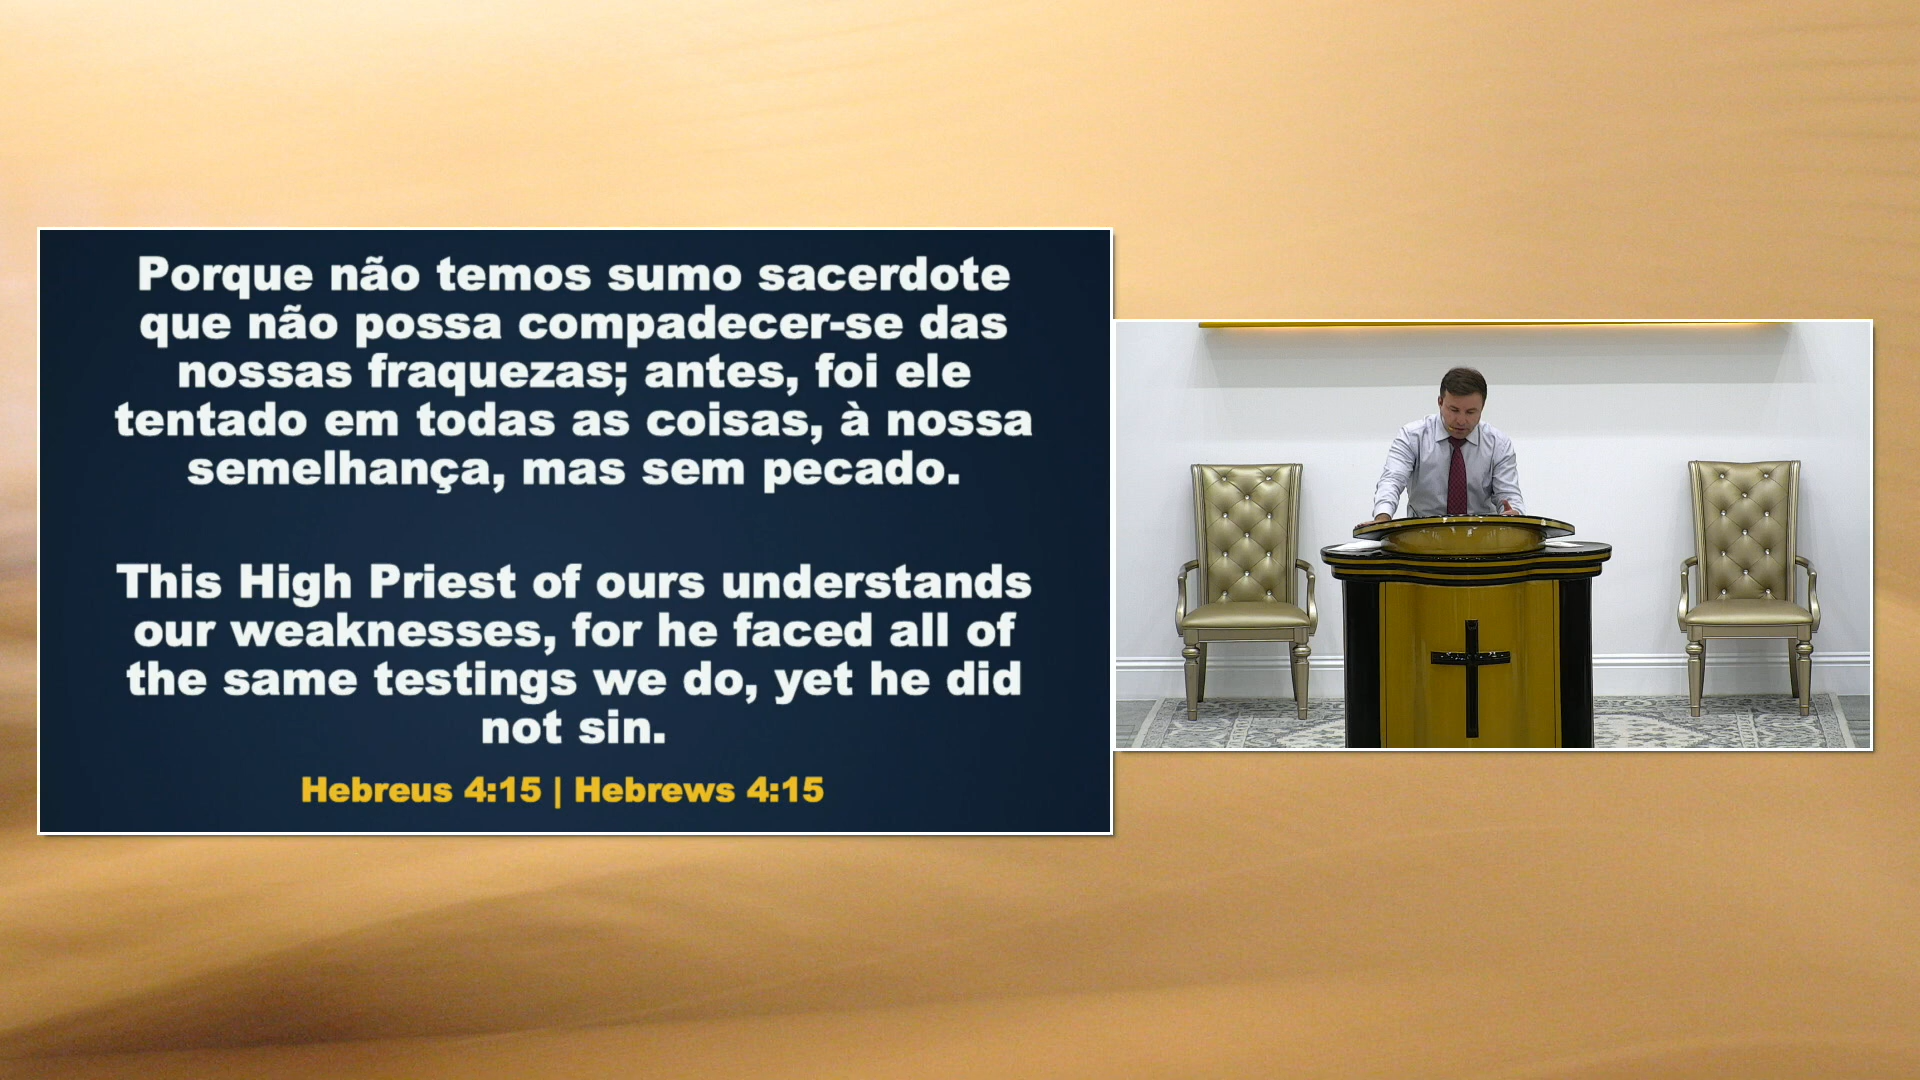 Porque não temos sumo sacerdote
que não possa compadecer-se das
nossas fraquezas; antes, foi ele
tentado em todas as coisas, à nossa
semelhança, mas sem pecado.
This High Priest of ours understands
our weaknesses, for he faced all of
the same testings we do, yet he did
not sin.
Hebreus 4:15 | Hebrews 4:15